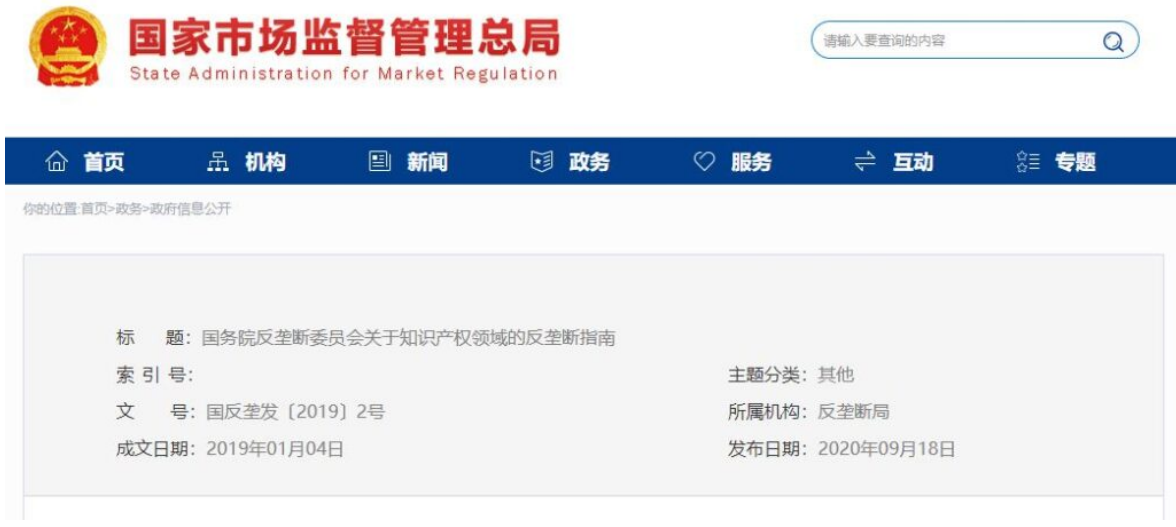 国家市场监督管理总局
State Administration for Market Regulation
请输入要查询的内容
首页 机构 新闻 政务 服务 互动 专题
你的位置:首页>政务>政府信息公开
标 题：国务院反垄断委员会关于知识产权领域的反垄断指南
索 引 号： 主题分类：其他
文 号：国反垄发〔2019〕2号 所属机构：反垄断局
成文日期：2019年01月04日 发布日期：2020年09月18日